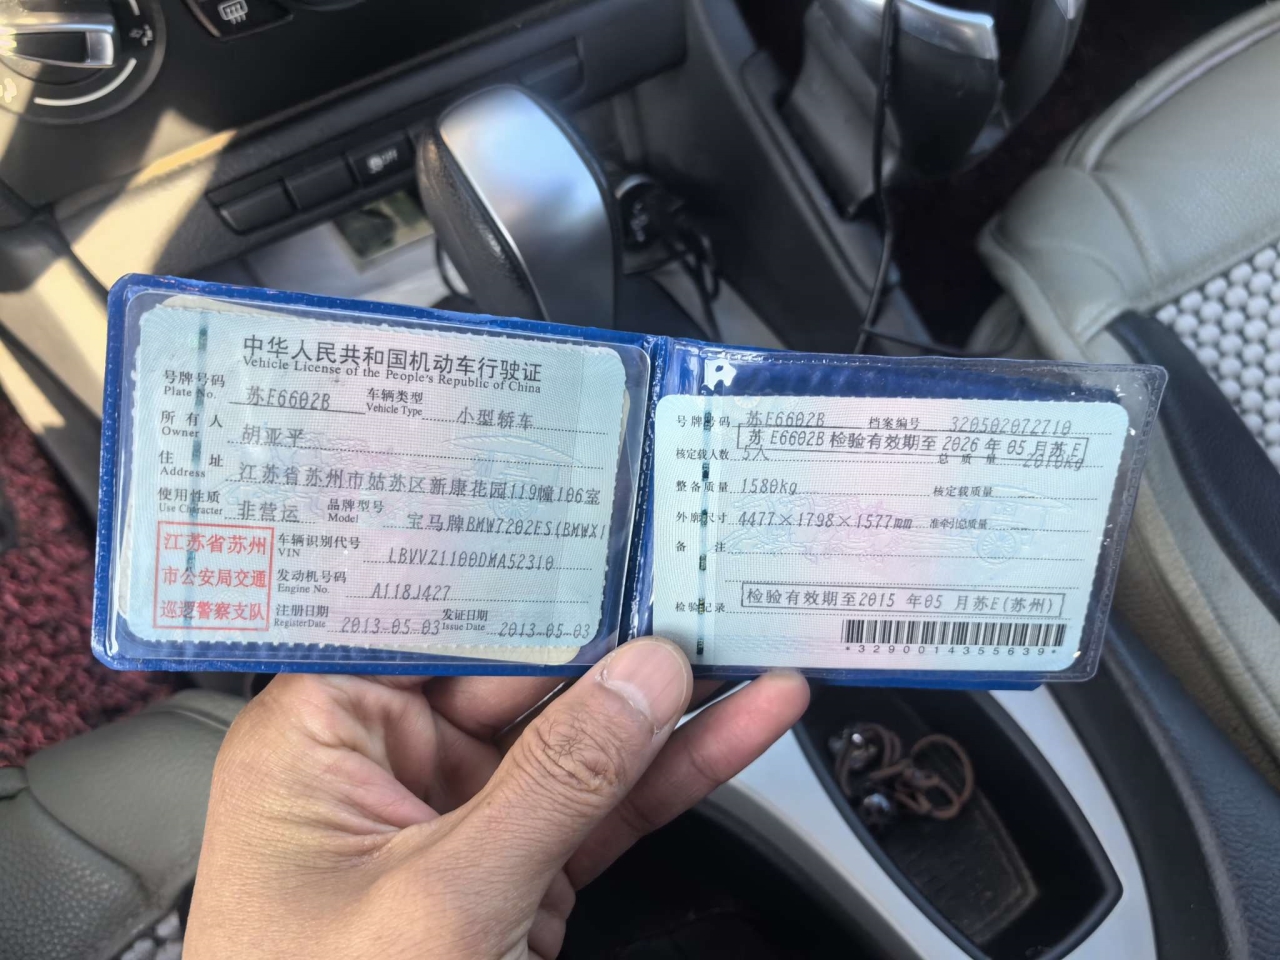 中华人民共和国机动车行驶证
Vehicle License of the People's Republic of China
号牌号码 苏E6602B 车辆类型 小型轿车
Plate No. Vehicle Type
所有人 胡亚平
Owner
住址 江苏省苏州市姑苏区新康花园119幢106室
Address
使用性质 非营运 品牌型号 宝马牌BMW7202ES(BMWX1
Use Character Model
江苏省苏州
市公安局交通
巡逻警察支队
车辆识别代号 LBVVZ1100DMA52310
VIN
发动机号码 A118J427
Engine No.
注册日期 2013-05-03 发证日期 2013-05-03
Register Date Issue Date
号牌号码 苏E6602B 档案编号 320502072710
苏E6602B 检验有效期至2026年05月苏E
核定载人数 5人 总质量 2010kg
整备质量 1580kg 核定载质量
外廓尺寸 4477×1798×1577mm 准牵引总质量
备注
检验记录 检验有效期至2015年05月苏E(苏州)
*3290014355639*